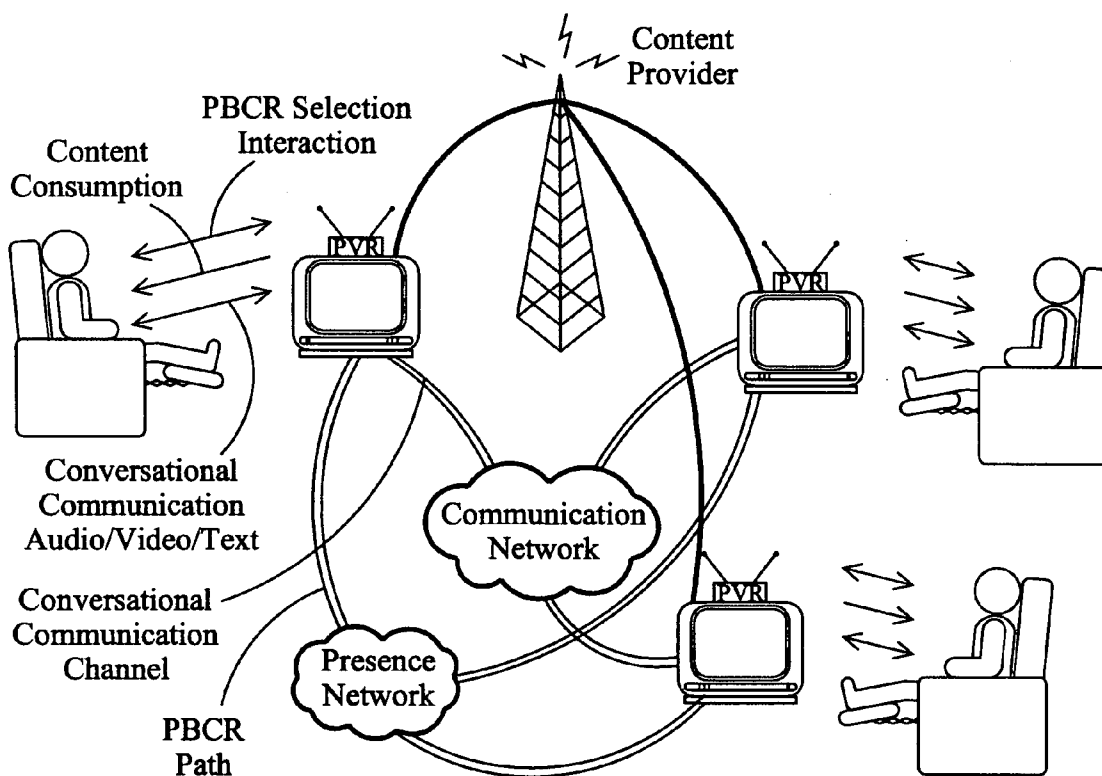 Content
Provider
PBCR Selection
Interaction
Content
Consumption
PVR
PVR
Conversational
Communication
Audio/Video/Text
Communication
Network
PVR
Conversational
Communication
Channel
Presence
Network
PBCR
Path